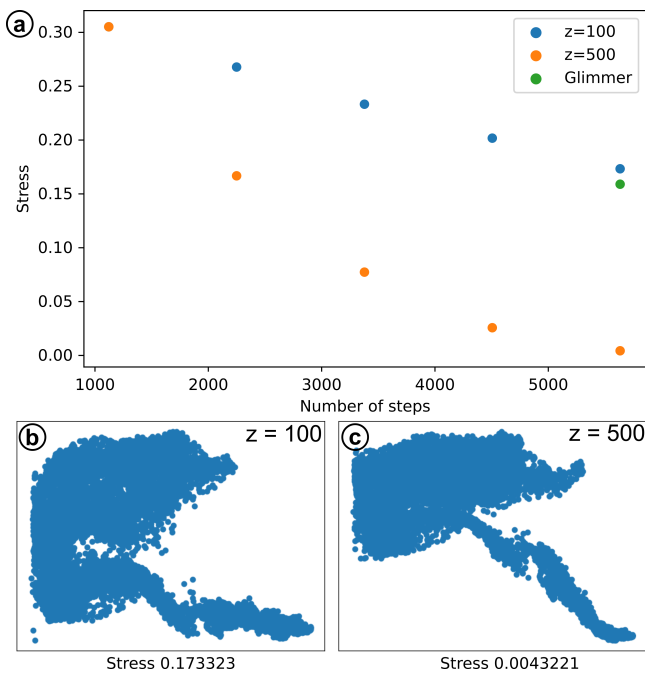 a
0.30
0.25
0.20
0.15
0.10
0.05
0.00
Stress
z=100
z=500
Glimmer
1000 2000 3000 4000 5000
Number of steps
b z = 100
c z = 500
Stress 0.173323
Stress 0.0043221